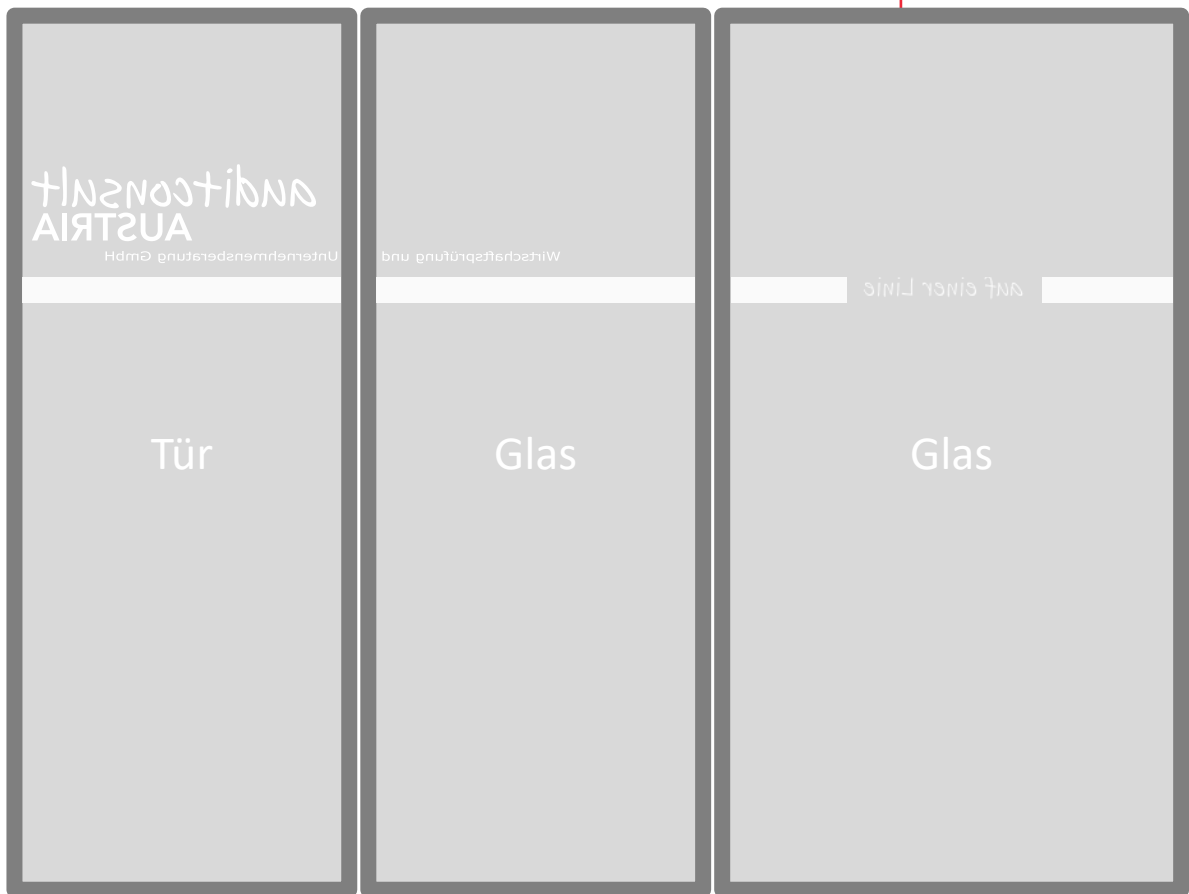 auditconsult
AUSTRIA
Wirtschaftsprüfung und
Unternehmensberatung GmbH
auf einer Linie
Tür
Glas
Glas